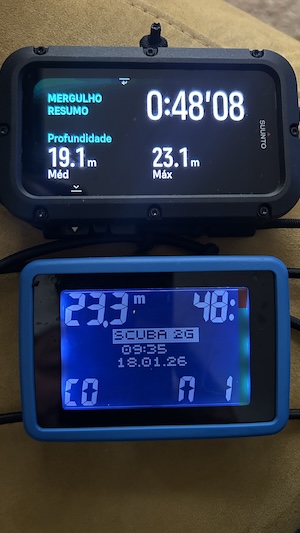 MERGULHO
RESUMO
0:48'08
Profundidade
19.1 m
Méd
23.1 m
Máx
SUUNTO
23.3 m
48:
SCUBA 2G
09:35
18.01.26
CO
n 1